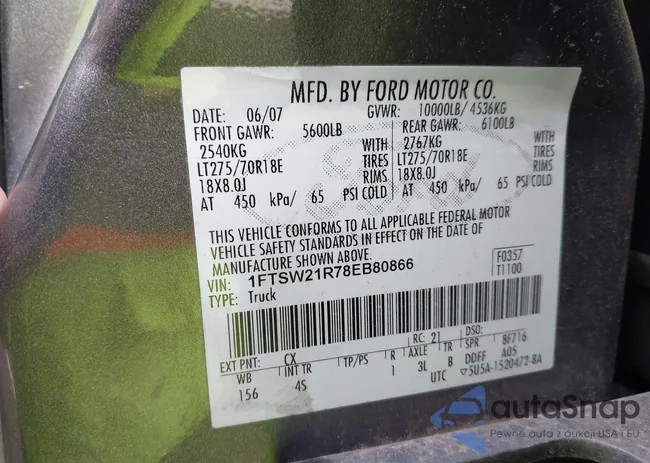 MFD. BY FORD MOTOR CO.
DATE: 06/07 GVWR: 10000LB/ 4536KG
FRONT GAWR: 5600LB REAR GAWR: 6100LB
2540KG WITH 2767KG WITH
LT275/70R18E TIRES LT275/70R18E TIRES
18X8.0J RIMS 18X8.0J RIMS
AT 450 kPa/ 65 PSI COLD AT 450 kPa/ 65 PSI COLD
THIS VEHICLE CONFORMS TO ALL APPLICABLE FEDERAL MOTOR
VEHICLE SAFETY STANDARDS IN EFFECT ON THE DATE OF
MANUFACTURE SHOWN ABOVE.
VIN: 1FTSW21R78EB80866 F0357
TYPE: Truck T1100
RC: 21 DSO:
EXT PNT: CX R AXLE TR SPR 8F716
WB INT TR TP/PS 1 3L B DDFF A05
156 4S UTC 5U5A-1520472-BA
Ford
autaSnap
Pewne auta z aukcji USA i EU